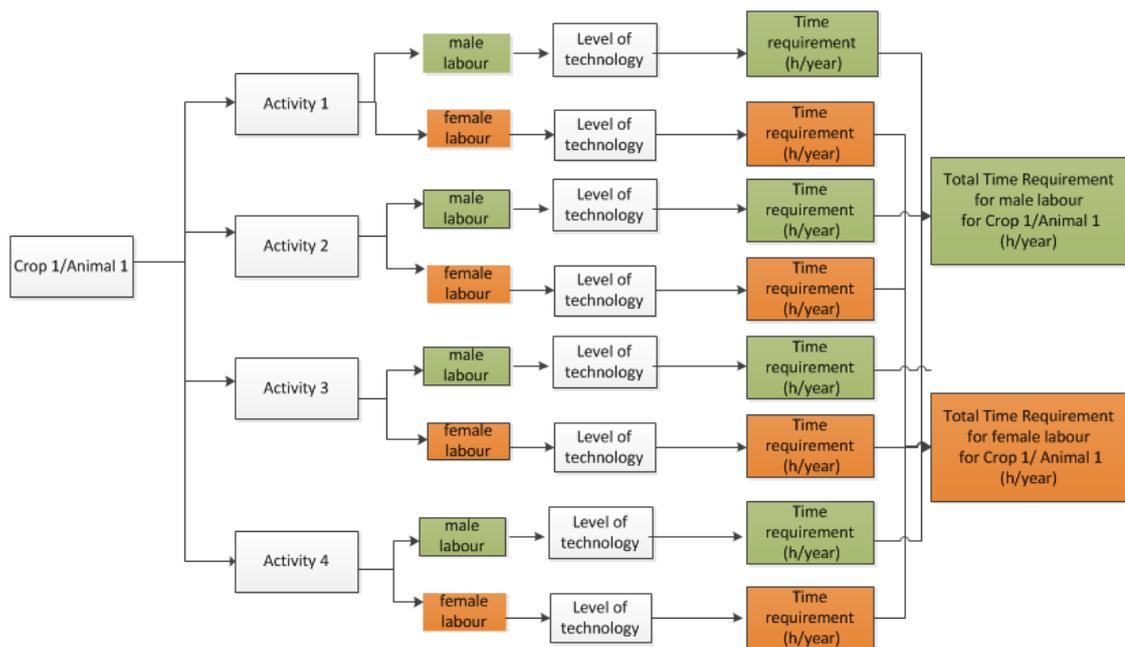 Crop 1/Animal 1
Activity 1
male
labour
Level of
technology
Time
requirement
(h/year)
female
labour
Level of
technology
Time
requirement
(h/year)
Activity 2
male
labour
Level of
technology
Time
requirement
(h/year)
female
labour
Level of
technology
Time
requirement
(h/year)
Activity 3
male
labour
Level of
technology
Time
requirement
(h/year)
female
labour
Level of
technology
Time
requirement
(h/year)
Activity 4
male
labour
Level of
technology
Time
requirement
(h/year)
female
labour
Level of
technology
Time
requirement
(h/year)
Total Time Requirement
for male labour
for Crop 1/Animal 1
(h/year)
Total Time Requirement
for female labour
for Crop 1/ Animal 1
(h/year)